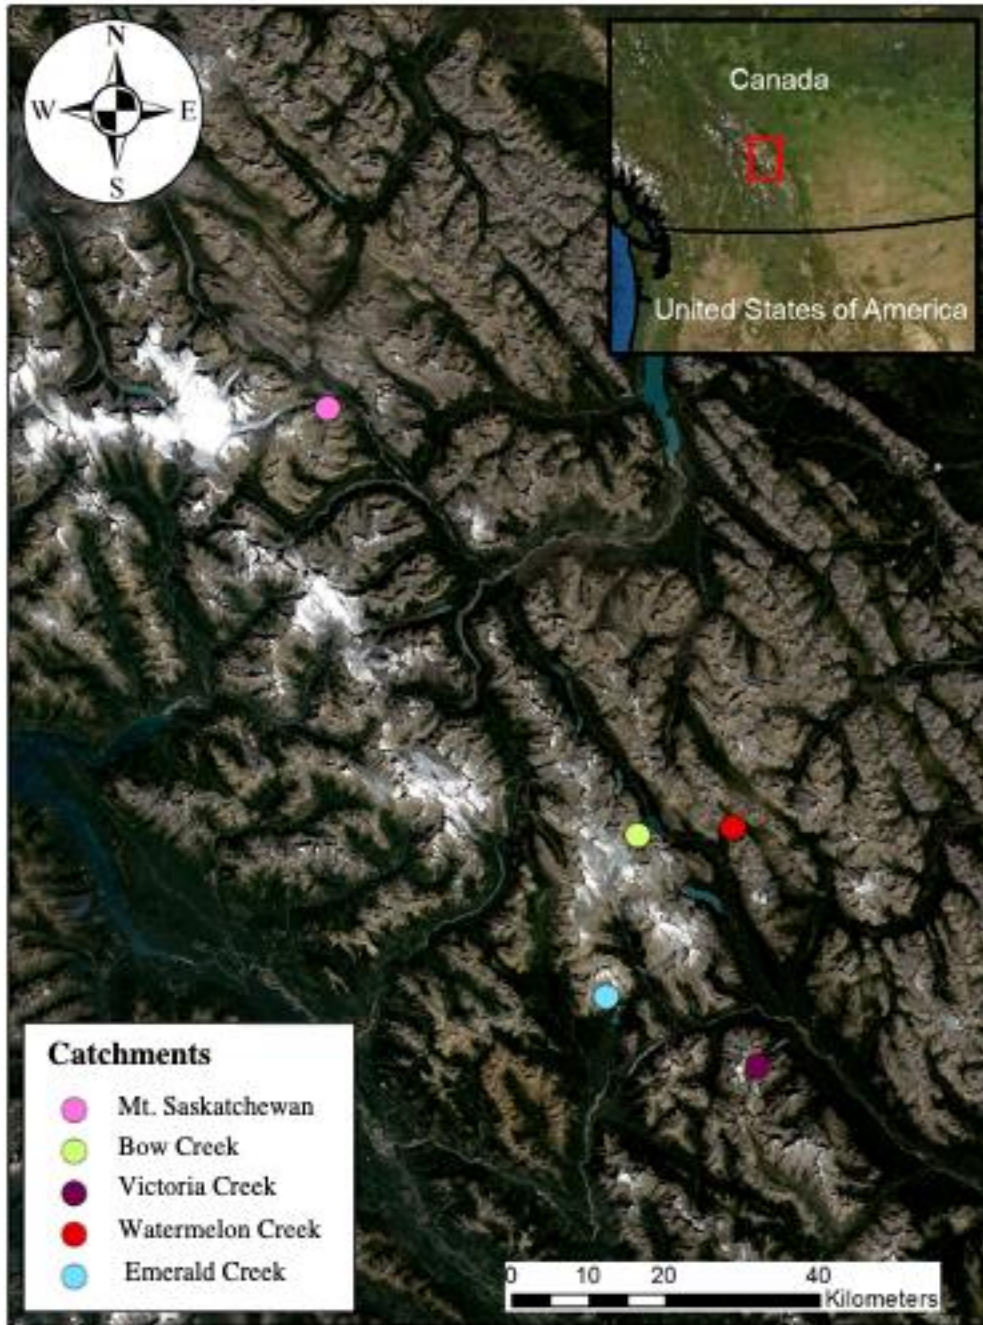 N
W E
S
Canada
United States of America
Catchments
Mt. Saskatchewan
Bow Creek
Victoria Creek
Watermelon Creek
Emerald Creek
0 10 20 40
Kilometers